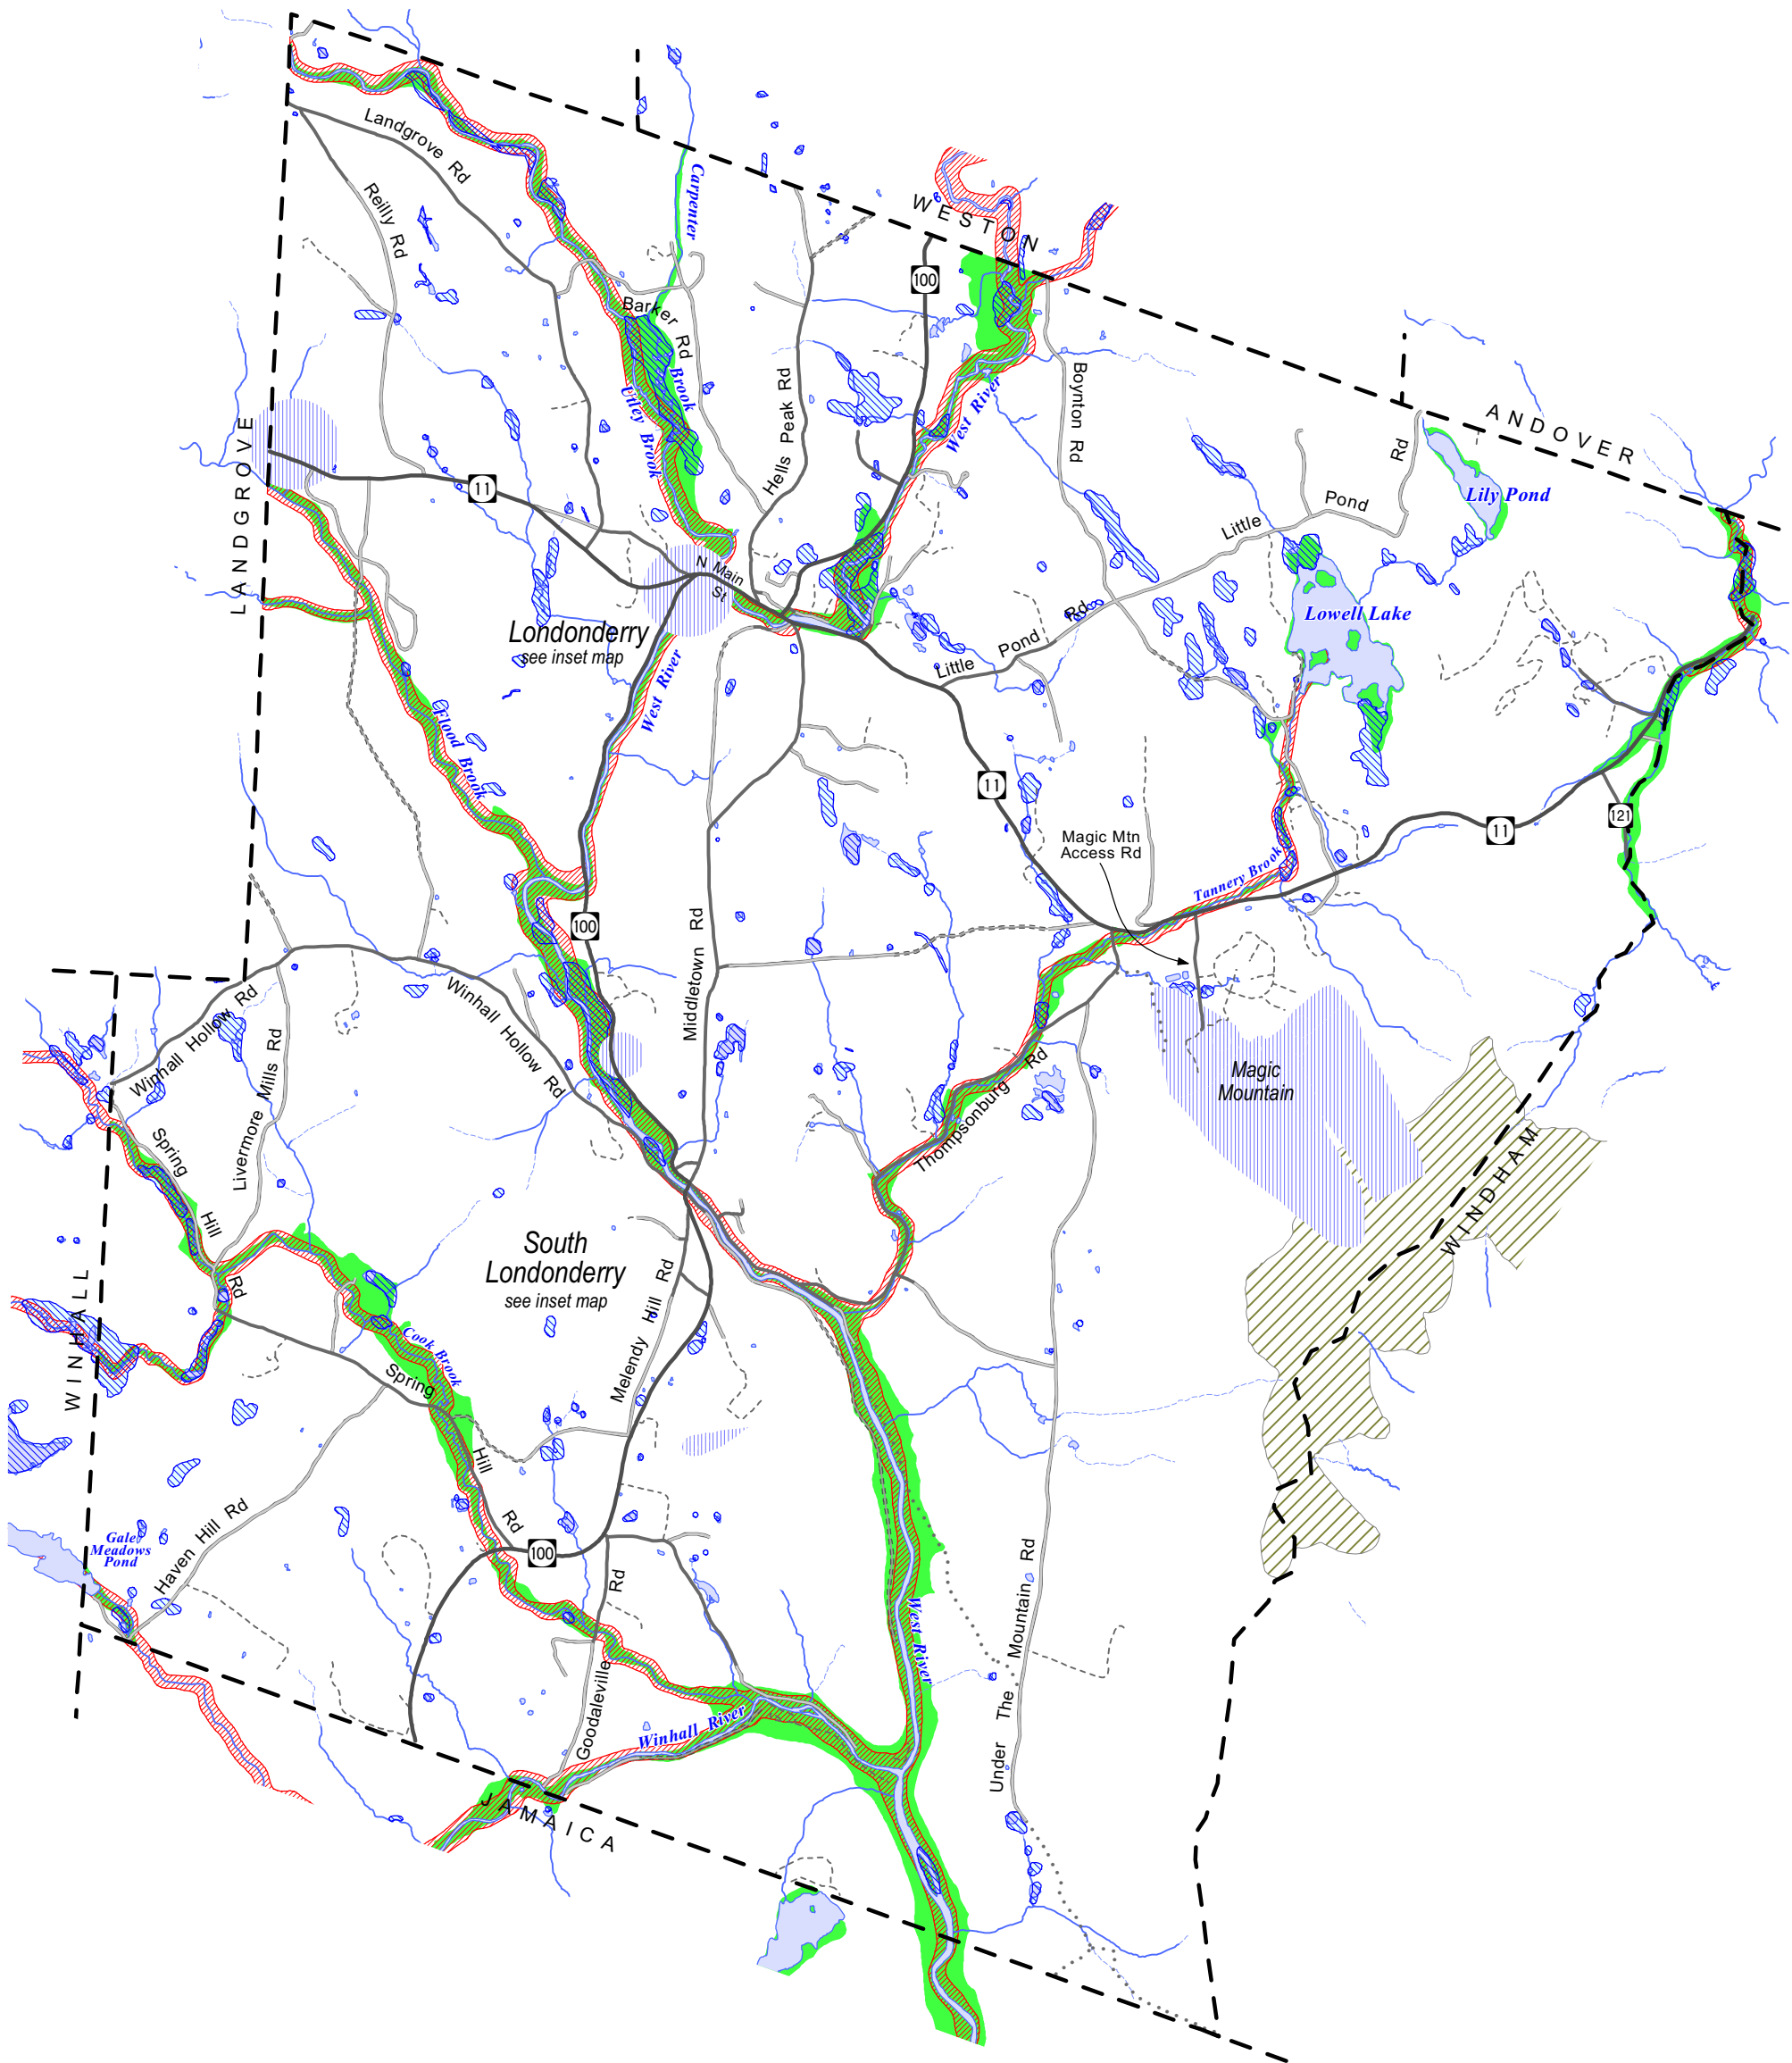 Landgrove Rd
Reilly Rd
Carpenter
Brook
WESTON
100
Barker Rd
Utley Brook
Hells Peak Rd
West River
Boynton Rd
ANDOVER
LANDGROVE
11
Little Pond Rd
Lily Pond
N Main
St
Londonderry
see inset map
Little Pond Rd
Lowell Lake
West River
Flood Brook
11
Magic Mtn
Access Rd
11
121
Tannery Brook
100
Middletown Rd
Winhall Hollow Rd
Winhall Hollow Rd
Livermore Mills Rd
Magic
Mountain
Thompsonburg Rd
Spring Hill Rd
WINDHAM
South
Londonderry
see inset map
WINHALL
Melendy Hill Rd
Cook Brook
Spring Hill Rd
Haven Hill Rd
Gale
Meadows
Pond
100
Goodaleville Rd
West River
Under The Mountain Rd
Winhall River
JAMAICA